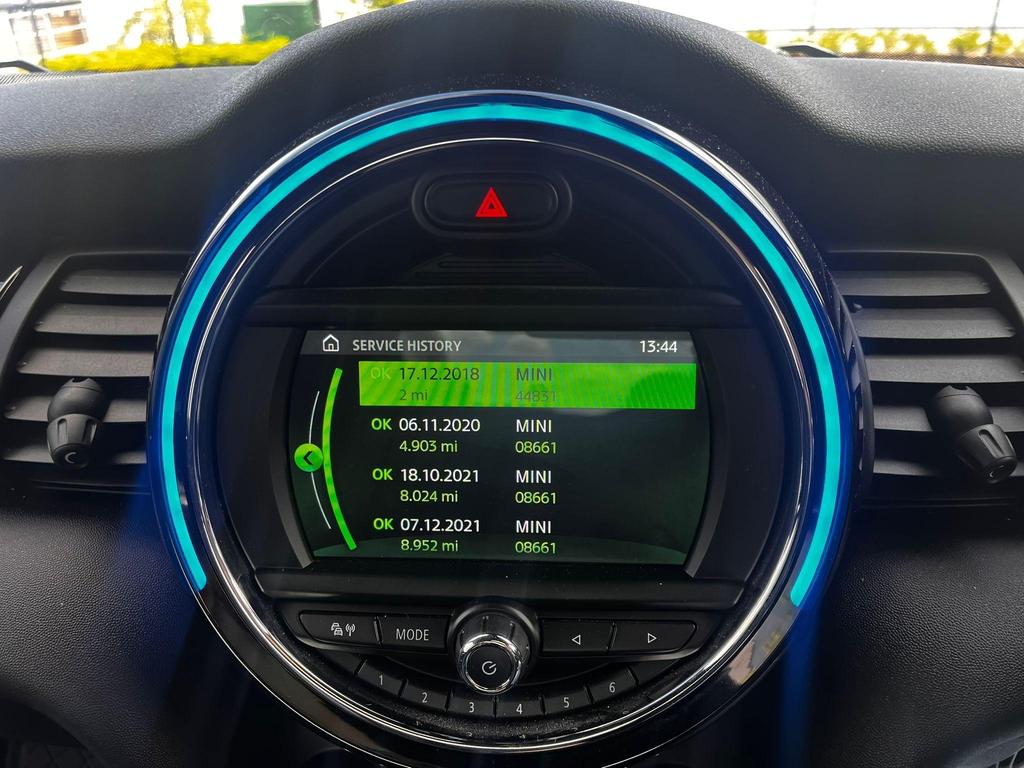 SERVICE HISTORY 13:44
OK 17.12.2018 MINI
2 mi 44831
OK 06.11.2020 MINI
4.903 mi 08661
OK 18.10.2021 MINI
8.024 mi 08661
OK 07.12.2021 MINI
8.952 mi 08661
MODE
1 2 3 4 5 6